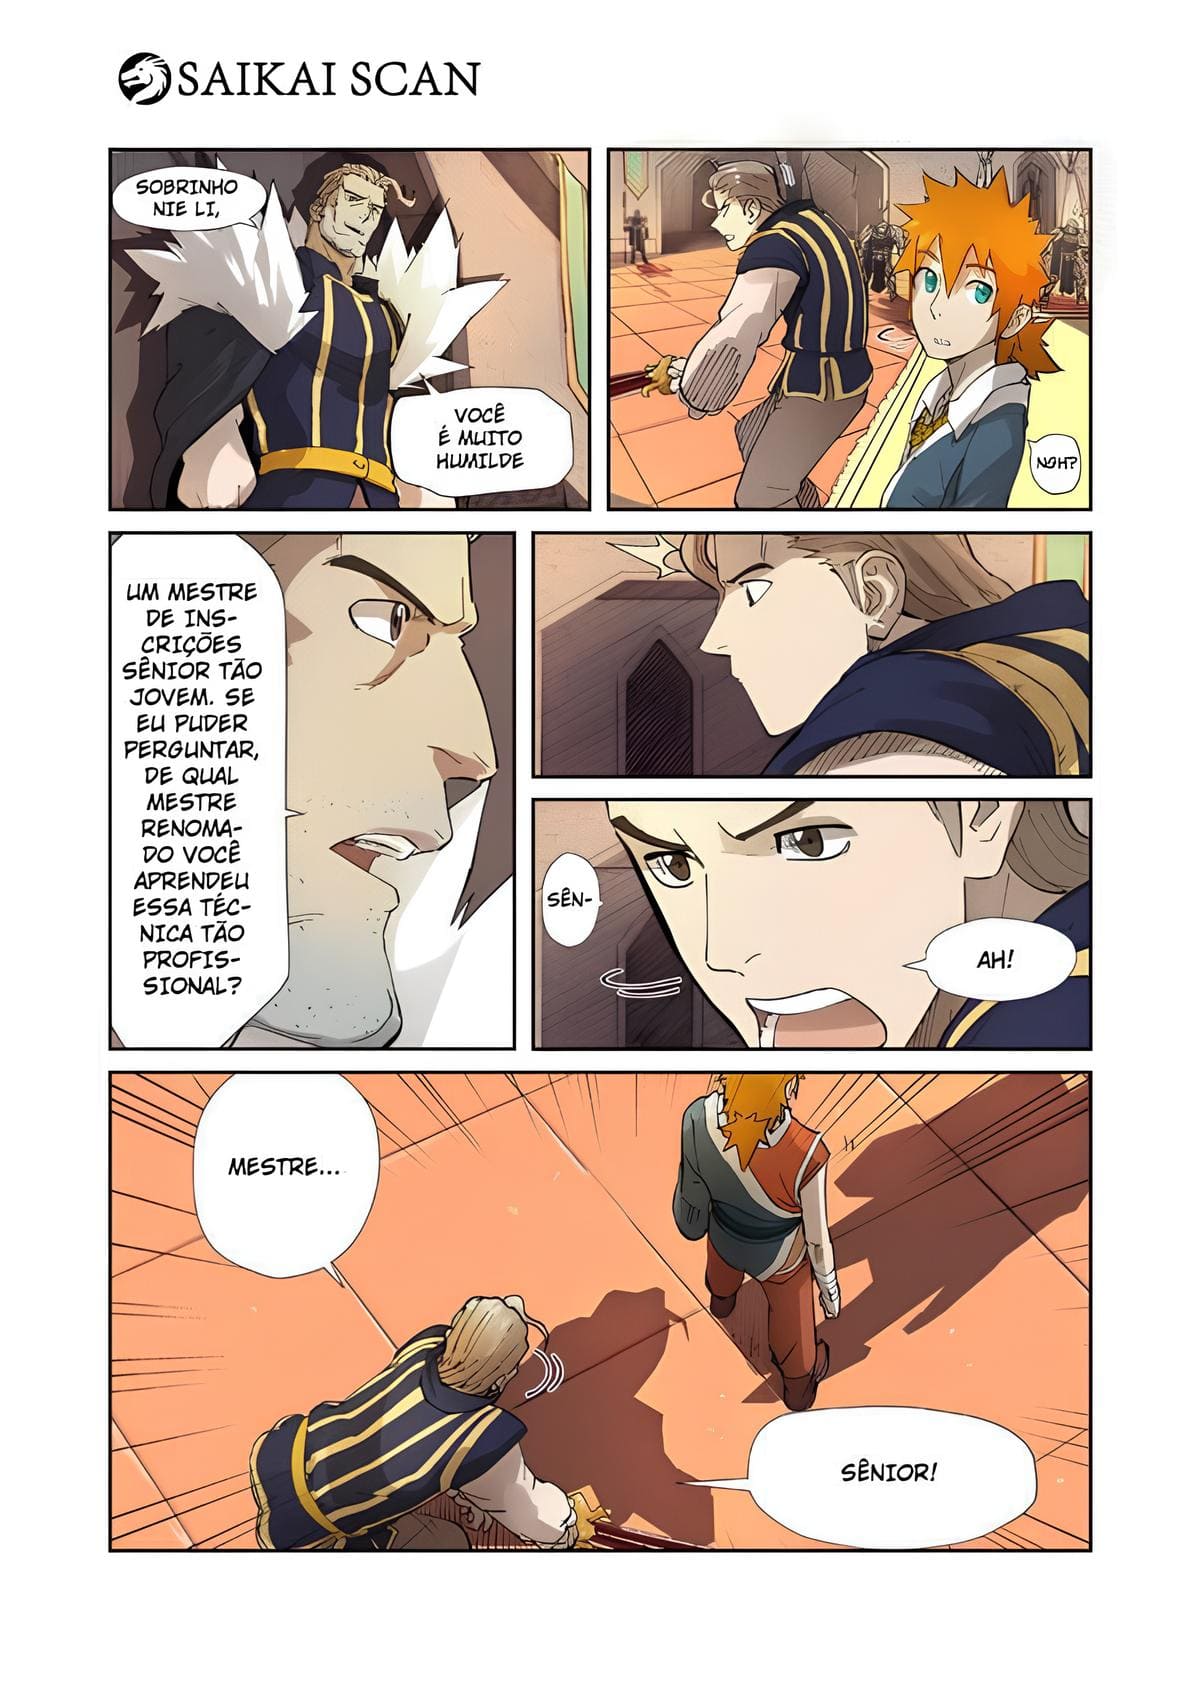 SAIKAI SCAN
SOBRINHO
NIE LI,
VOCÊ
É MUITO
HUMILDE
NGH?
UM MESTRE
DE INS-
CRIÇÕES
SÊNIOR TÃO
JOVEM. SE
EU PUDER
PERGUNTAR,
DE QUAL
MESTRE
RENOMA-
DO VOCÊ
APRENDEU
ESSA TÉC-
NICA TÃO
PROFIS-
SIONAL?
SÊN-
AH!
MESTRE...
SÊNIOR!